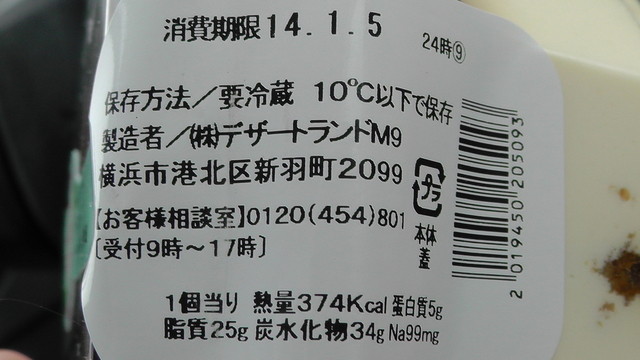 消費期限14.1.5
24時⑨
保存方法／要冷蔵 10℃以下で保存
製造者／㈱デザートランドM9
横浜市港北区新羽町2099
プラ
本体
蓋
【お客様相談室】0120(454)801
〔受付9時～17時〕
1個当り 熱量374Kcal 蛋白質5g
脂質25g 炭水化物34g Na99mg
2 019450 205093